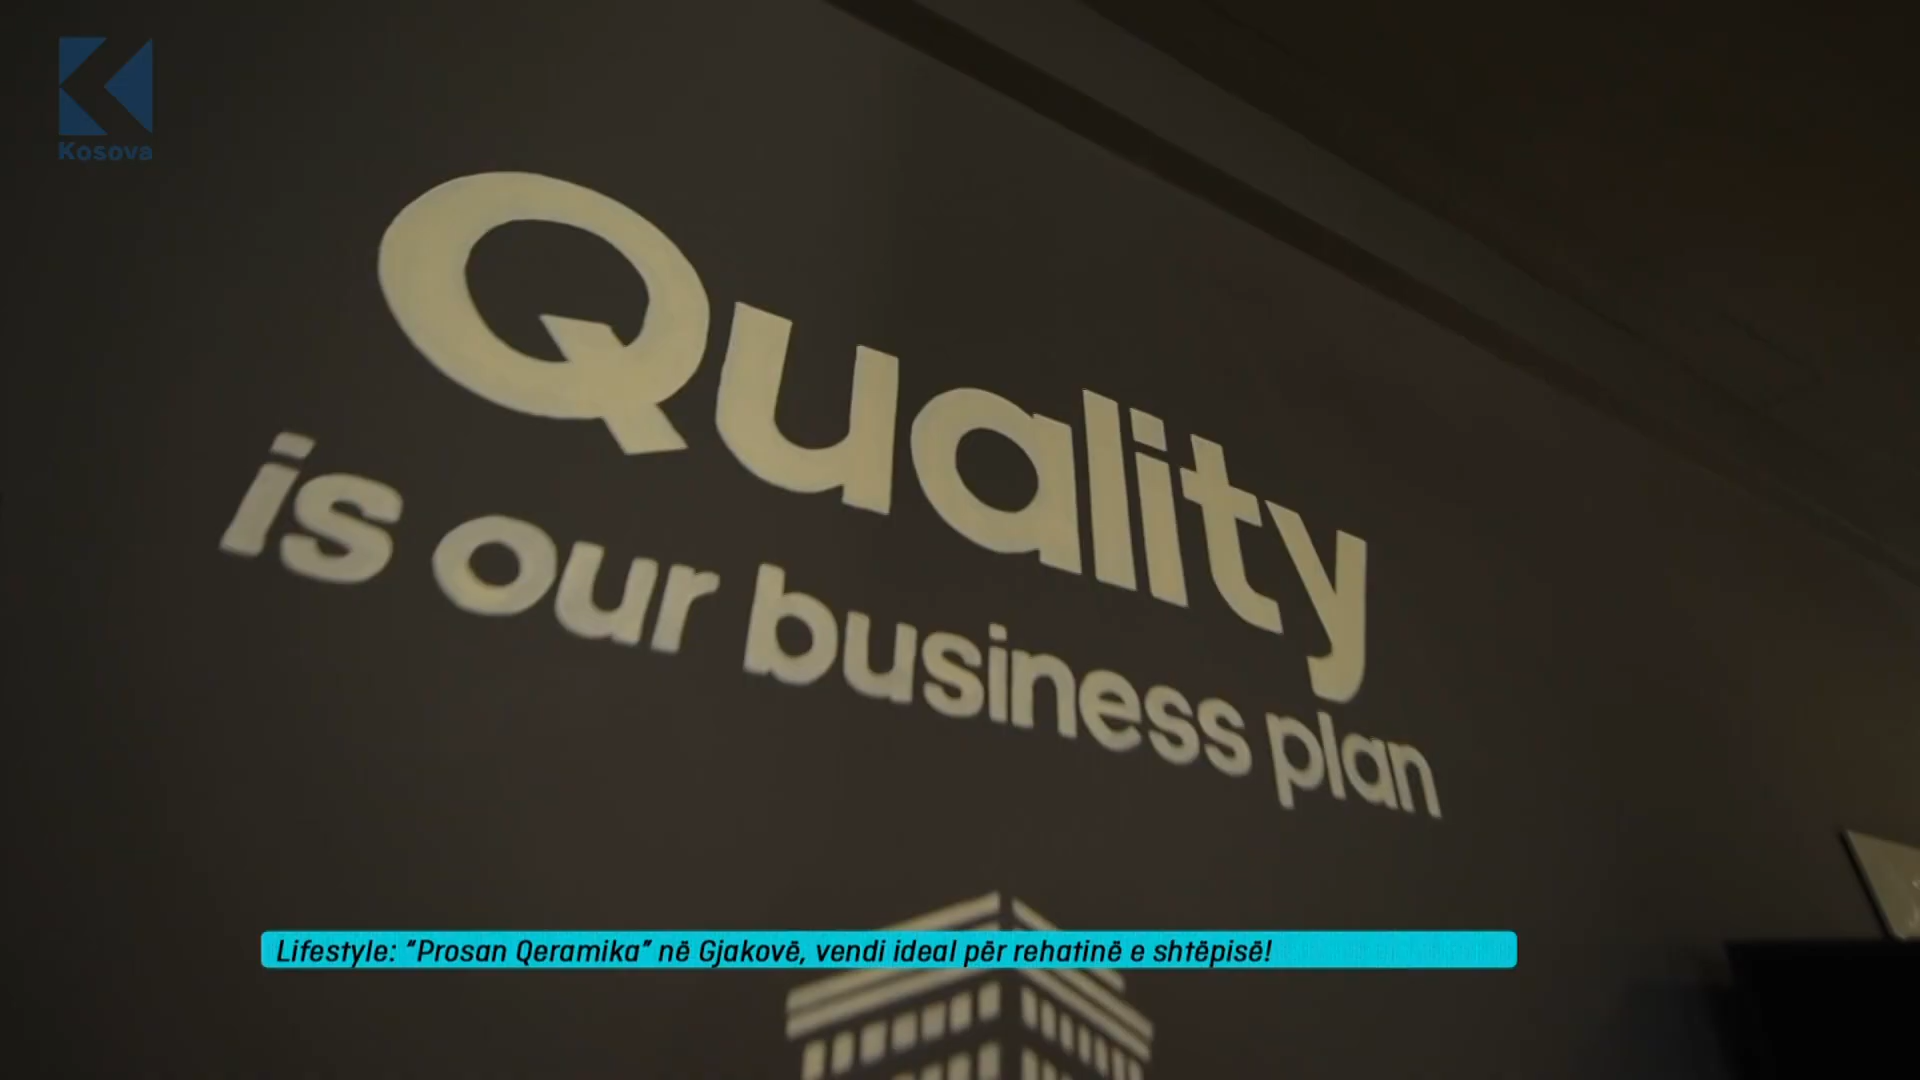 Kosova
Quality
is our business plan
Lifestyle: “Prosan Qeramika” në Gjakovë, vendi ideal për rehatinë e shtëpisë!